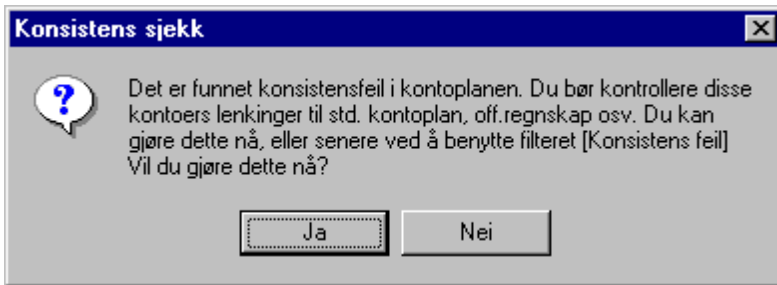 Konsistens sjekk
Det er funnet konsistensfeil i kontoplanen. Du bør kontrollere disse
kontoers lenkinger til std. kontoplan, off.regnskap osv. Du kan
gjøre dette nå, eller senere ved å benytte filteret [Konsistens feil]
Vil du gjøre dette nå?
Ja
Nei